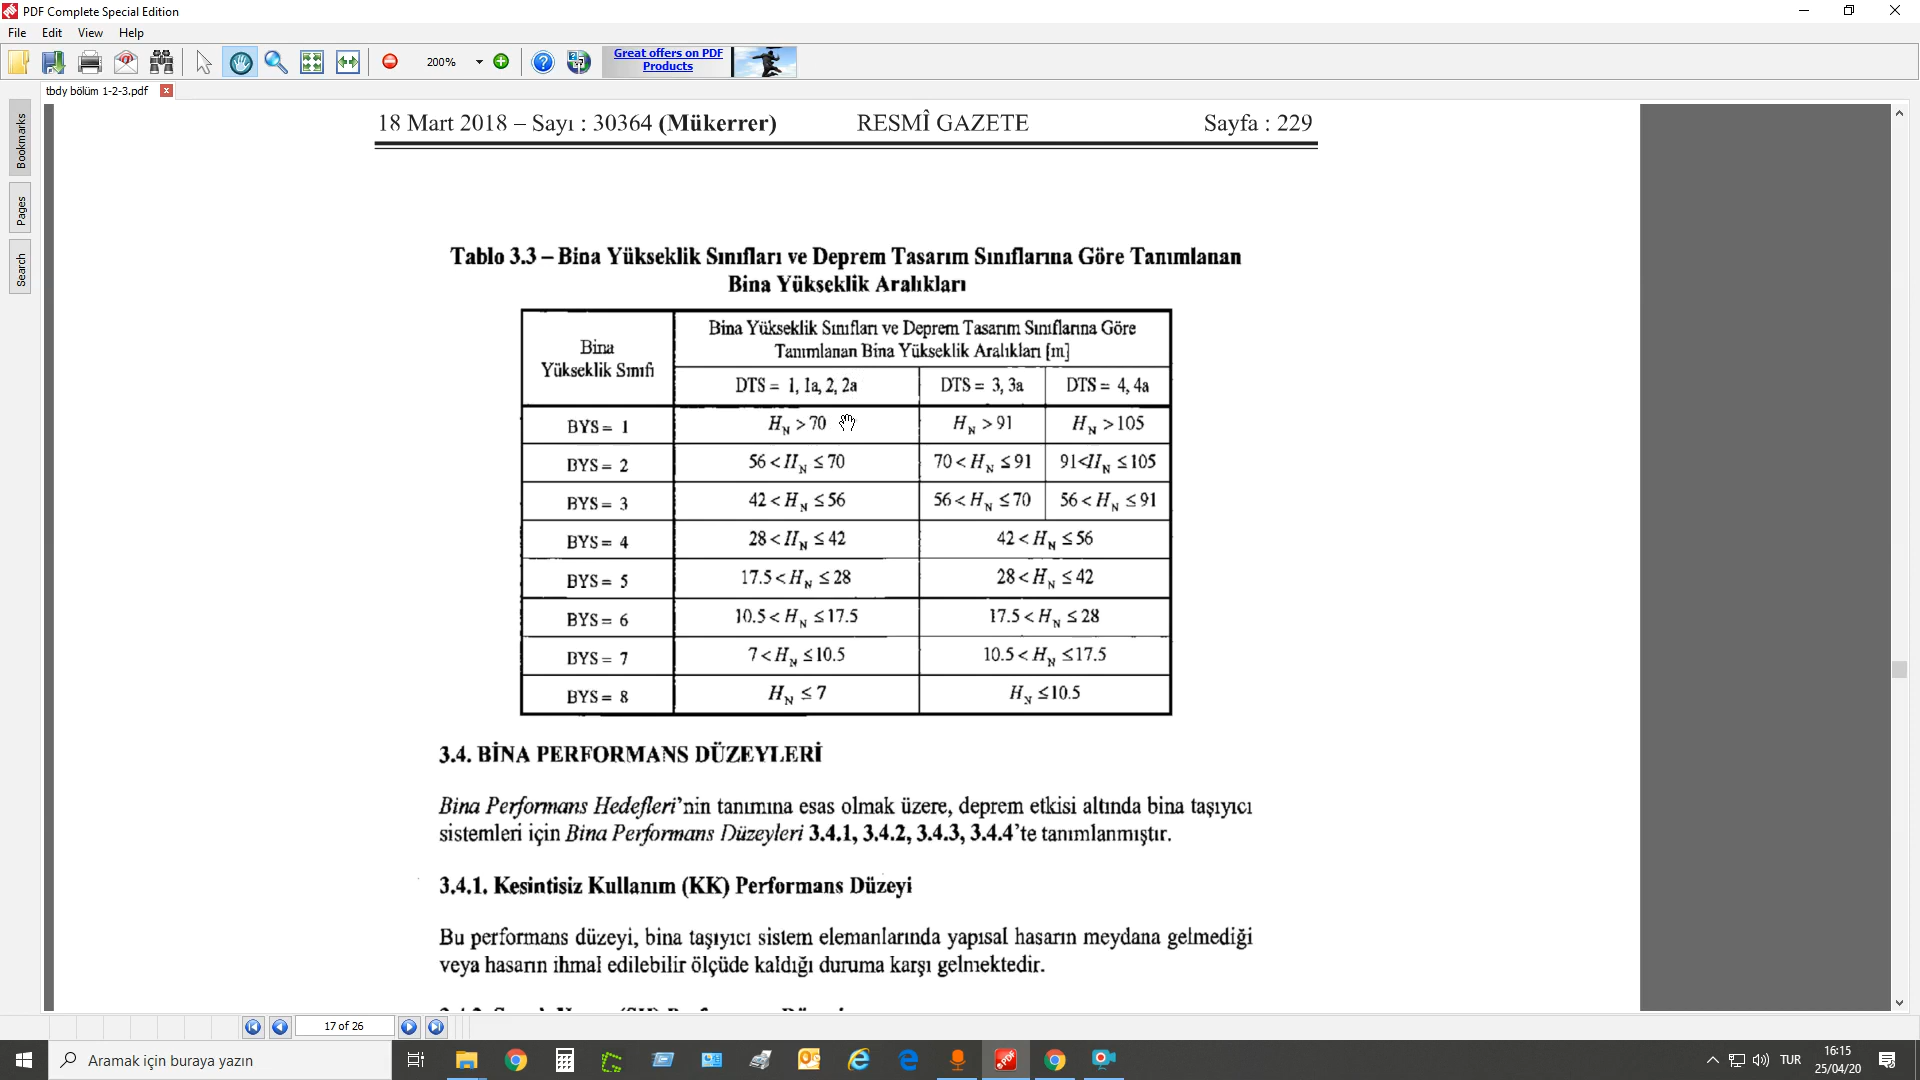 PDF Complete Special Edition
File Edit View Help
200%
Great offers on PDF
Products
tbdy bölüm 1-2-3.pdf
Bookmarks
Pages
Search
18 Mart 2018 – Sayı : 30364 (Mükerrer) RESMÎ GAZETE Sayfa : 229
Tablo 3.3 – Bina Yükseklik Sınıfları ve Deprem Tasarım Sınıflarına Göre Tanımlanan
Bina Yükseklik Aralıkları
Bina
Yükseklik Sınıfı
Bina Yükseklik Sınıfları ve Deprem Tasarım Sınıflarına Göre
Tanımlanan Bina Yükseklik Aralıkları [m]
DTS = 1, 1a, 2, 2a DTS = 3, 3a DTS = 4, 4a
BYS = 1 H_N > 70 H_N > 91 H_N > 105
BYS = 2 56 < H_N ≤ 70 70 < H_N ≤ 91 91 < H_N ≤ 105
BYS = 3 42 < H_N ≤ 56 56 < H_N ≤ 70 56 < H_N ≤ 91
BYS = 4 28 < H_N ≤ 42 42 < H_N ≤ 56
BYS = 5 17.5 < H_N ≤ 28 28 < H_N ≤ 42
BYS = 6 10.5 < H_N ≤ 17.5 17.5 < H_N ≤ 28
BYS = 7 7 < H_N ≤ 10.5 10.5 < H_N ≤ 17.5
BYS = 8 H_N ≤ 7 H_N ≤ 10.5
3.4. BİNA PERFORMANS DÜZEYLERİ
Bina Performans Hedefleri'nin tanımına esas olmak üzere, deprem etkisi altında bina taşıyıcı
sistemleri için Bina Performans Düzeyleri 3.4.1, 3.4.2, 3.4.3, 3.4.4'te tanımlanmıştır.
3.4.1. Kesintisiz Kullanım (KK) Performans Düzeyi
Bu performans düzeyi, bina taşıyıcı sistem elemanlarında yapısal hasarın meydana gelmediği
veya hasarın ihmal edilebilir ölçüde kaldığı duruma karşı gelmektedir.
17 of 26
Aramak için buraya yazın
TUR
16:15
25/04/20